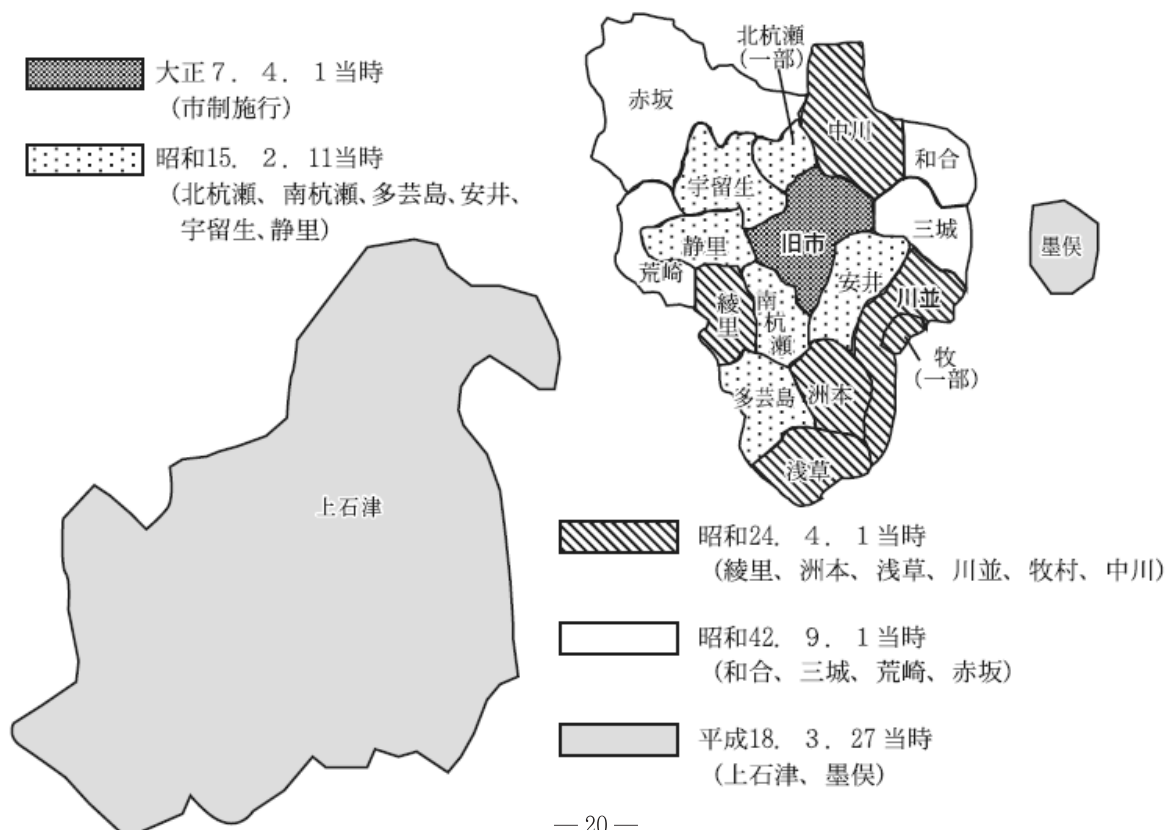 大正7. 4. 1当時
(市制施行)
昭和15. 2. 11当時
(北杭瀬、南杭瀬、多芸島、安井、
宇留生、静里)
北杭瀬
(一部)
赤坂
中川
和合
宇留生
三城
墨俣
旧市
静里
安井
荒崎
川並
綾里
南杭瀬
牧
(一部)
多芸島
洲本
浅草
上石津
昭和24. 4. 1当時
(綾里、洲本、浅草、川並、牧村、中川)
昭和42. 9. 1当時
(和合、三城、荒崎、赤坂)
平成18. 3. 27当時
(上石津、墨俣)
— 20 —